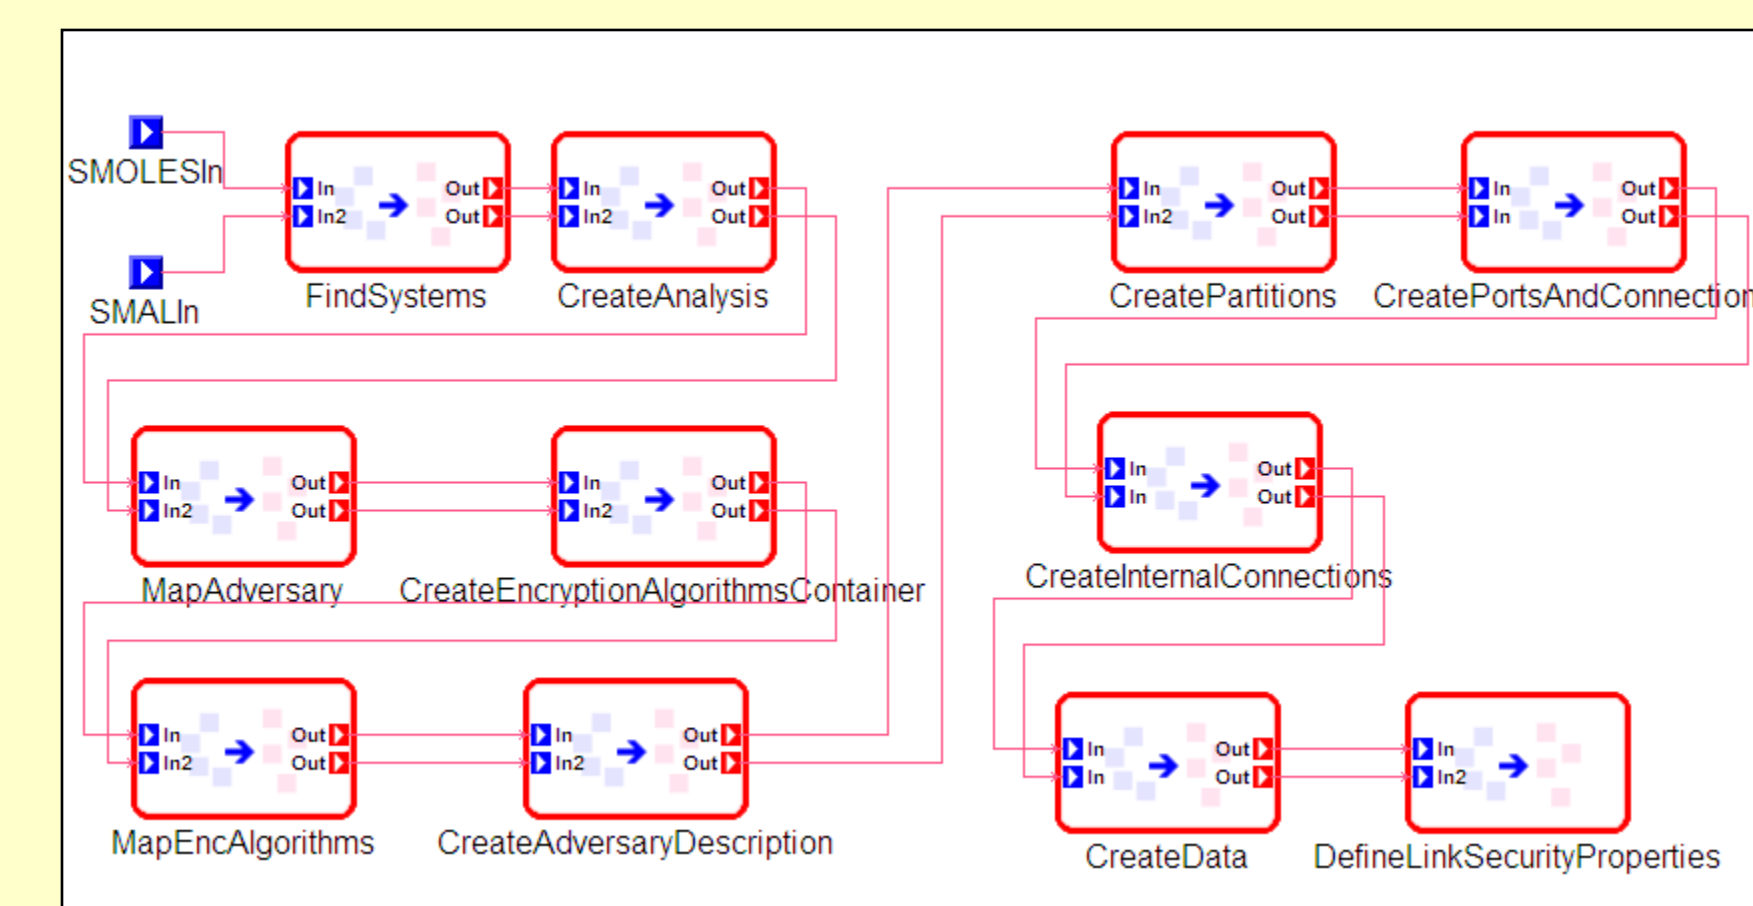 SMOLESIn
SMALIn
In Out
In2 Out
FindSystems
In Out
In2 Out
CreateAnalysis
In Out
In2 Out
MapAdversary
In Out
In2 Out
CreateEncryptionAlgorithmsContainer
In Out
In2 Out
MapEncAlgorithms
In Out
In2 Out
CreateAdversaryDescription
In Out
In2 Out
CreatePartitions
In Out
In Out
CreatePortsAndConnection
In Out
In Out
CreateInternalConnections
In Out
In Out
CreateData
In
In2
DefineLinkSecurityProperties